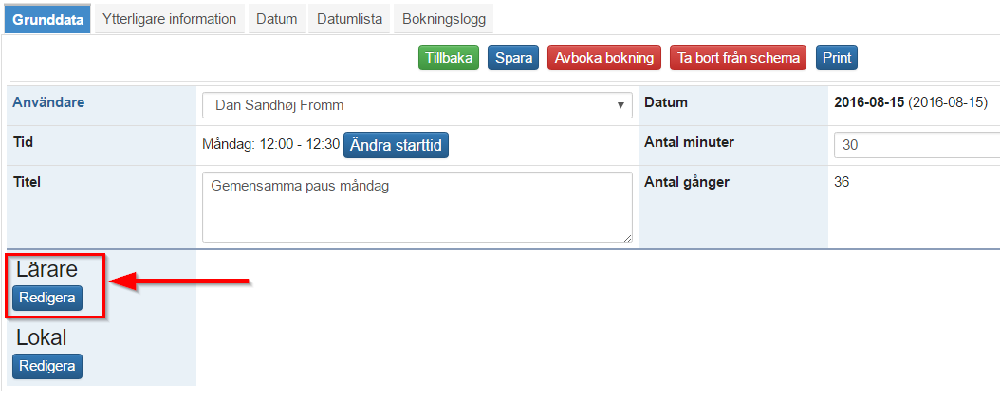 Grunddata Ytterligare information Datum Datumlista Bokningslogg
Tillbaka Spara Avboka bokning Ta bort från schema Print
Användare Dan Sandhøj Fromm Datum 2016-08-15 (2016-08-15)
Tid Måndag: 12:00 - 12:30 Ändra starttid Antal minuter 30
Titel Gemensamma paus måndag Antal gånger 36
Lärare
Redigera
Lokal
Redigera